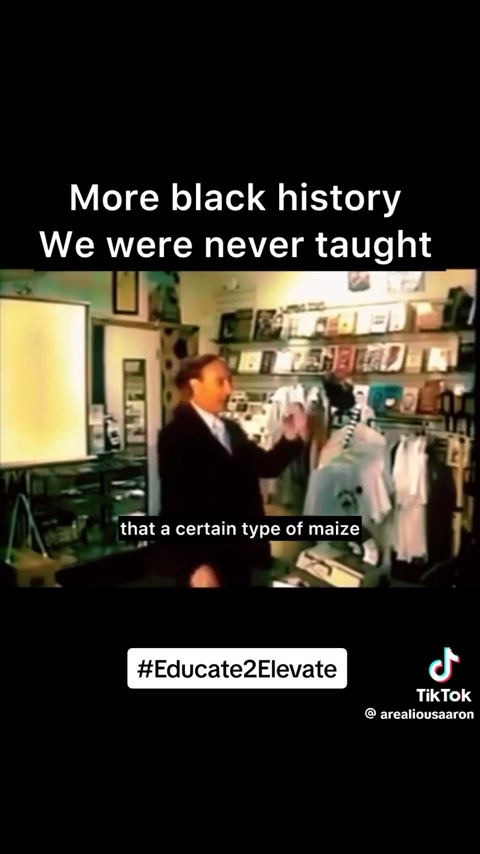 More black history
We were never taught
that a certain type of maize
#Educate2Elevate
TikTok
@ arealiousaaron